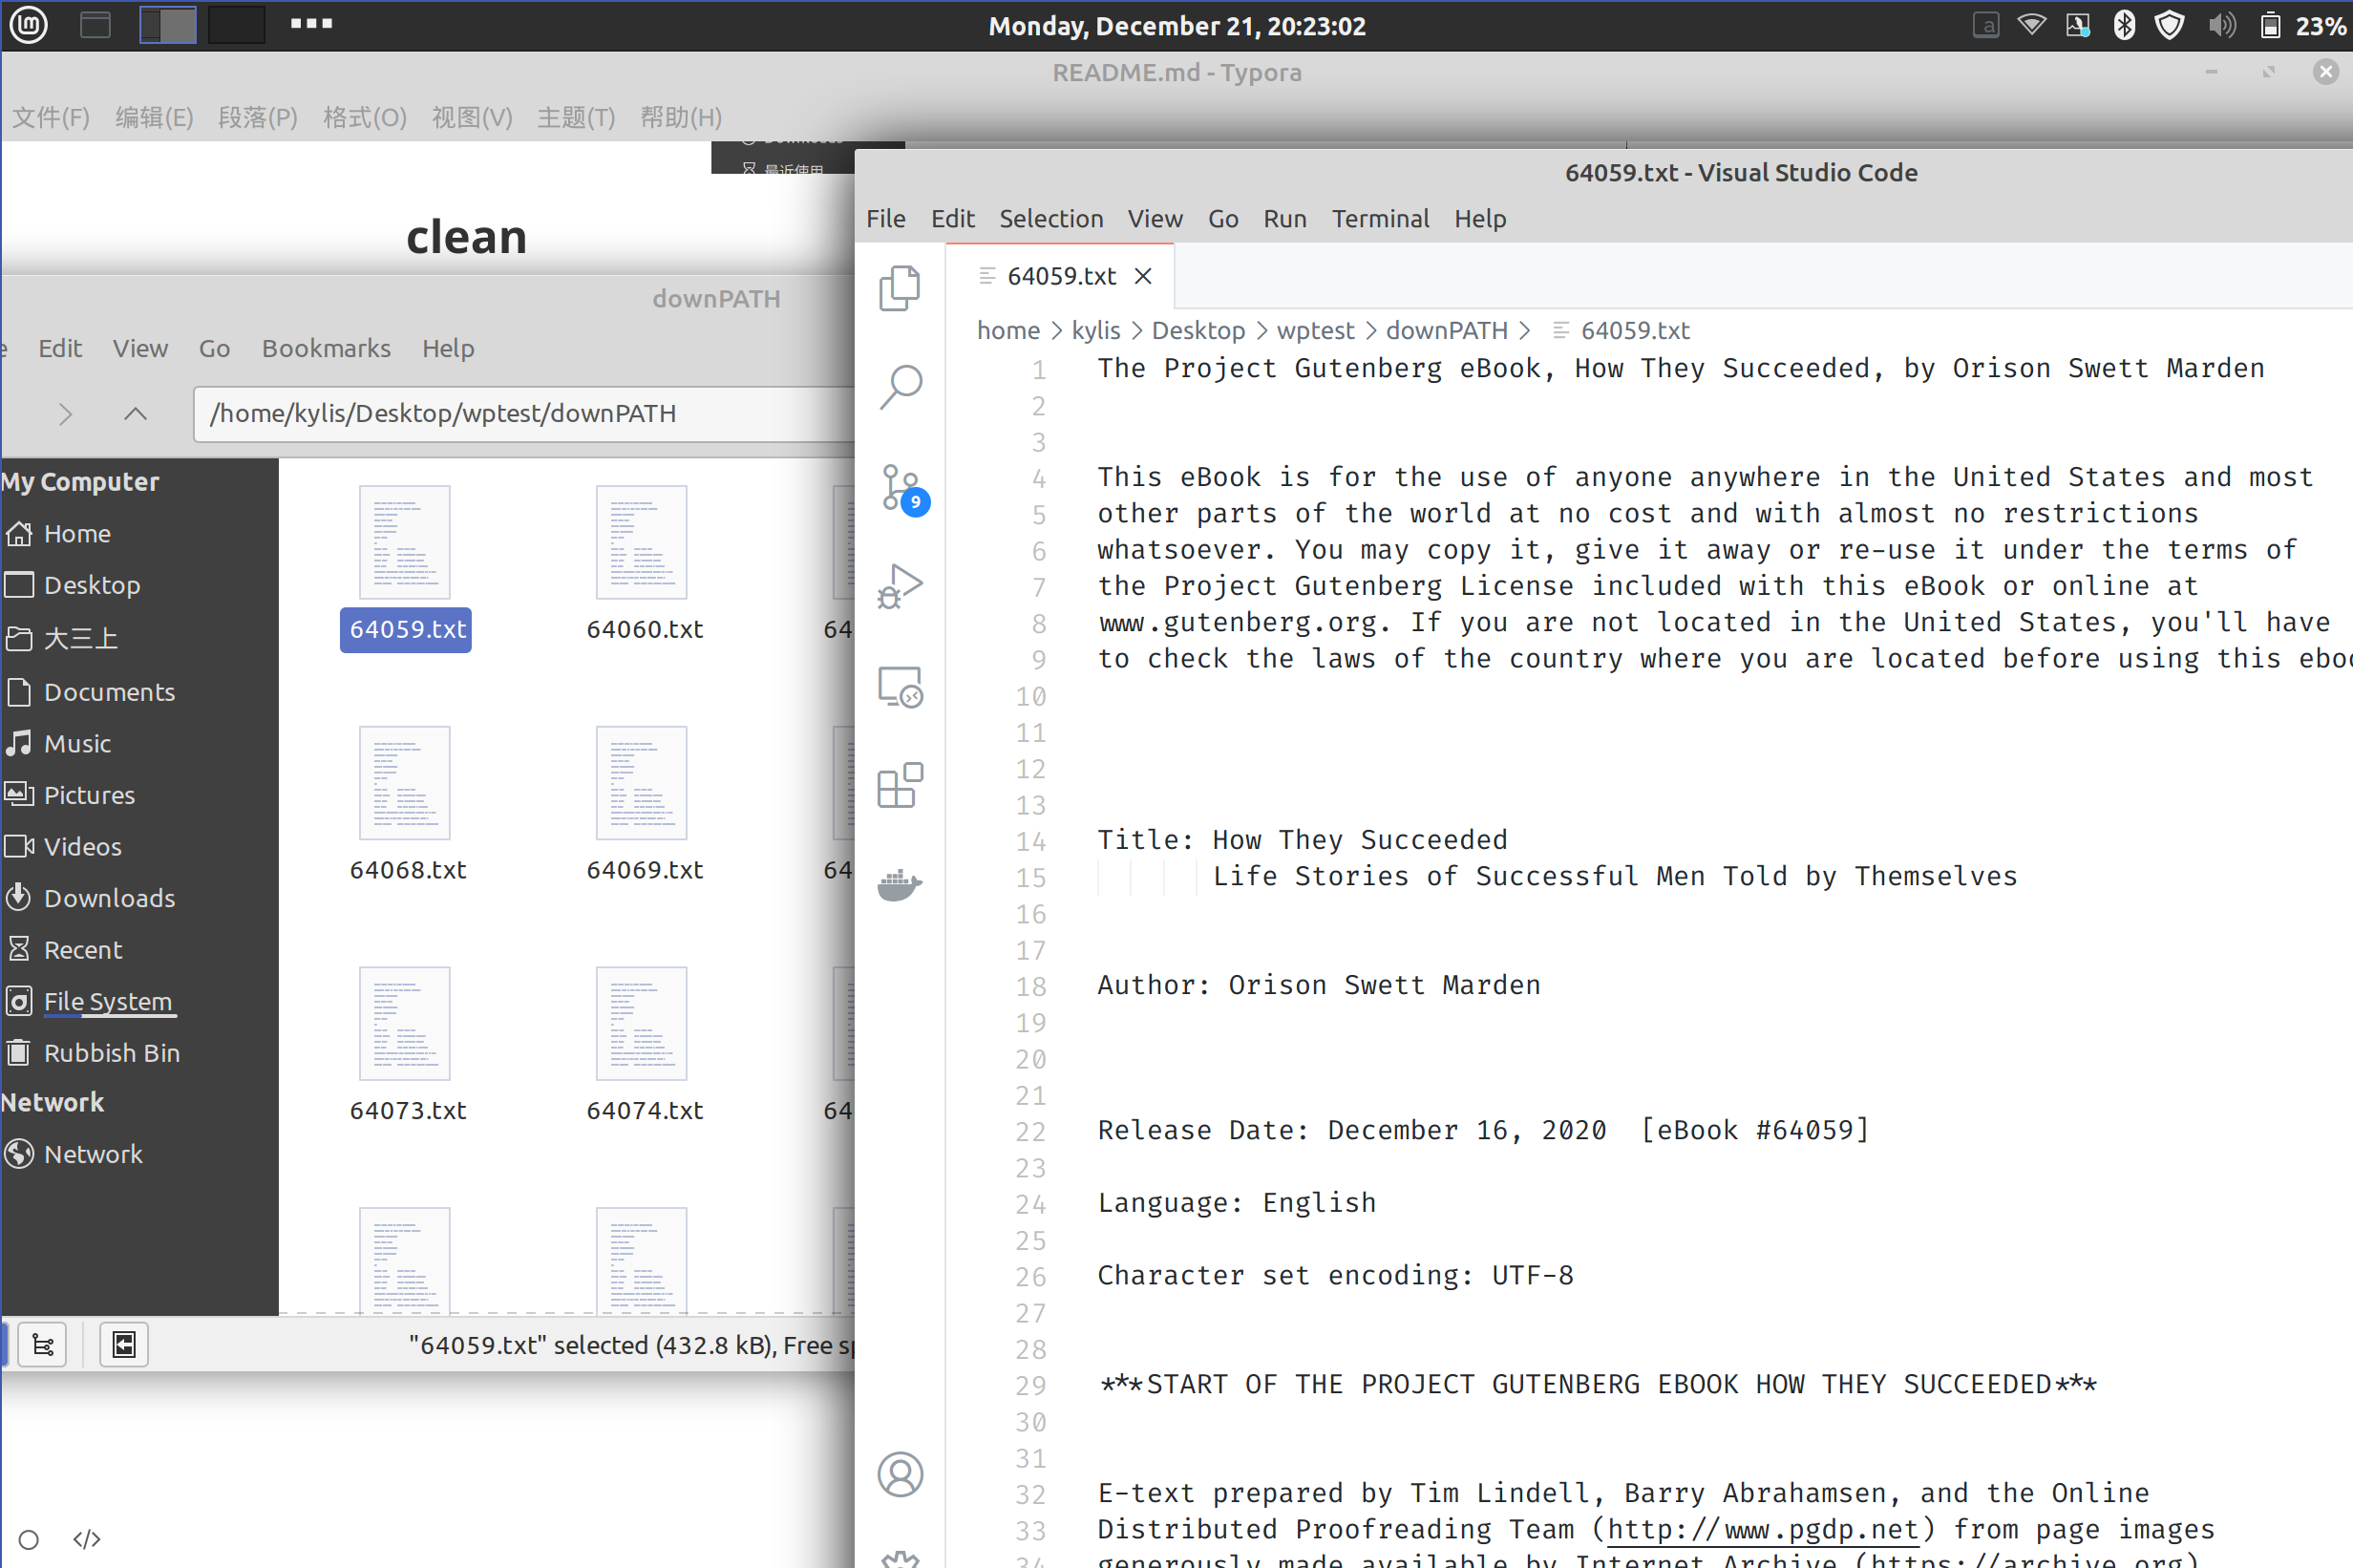 Monday, December 21, 20:23:02
a
23%
README.md - Typora
文件(F) 编辑(E) 段落(P) 格式(O) 视图(V) 主题(T) 帮助(H)
最近使用
clean
downPATH
Edit View Go Bookmarks Help
/home/kylis/Desktop/wptest/downPATH
My Computer
Home
Desktop
大三上
Documents
Music
Pictures
Videos
Downloads
Recent
File System
Rubbish Bin
Network
Network
64059.txt 64060.txt 64
64068.txt 64069.txt 64
64073.txt 64074.txt 64
"64059.txt" selected (432.8 kB), Free
64059.txt - Visual Studio Code
File Edit Selection View Go Run Terminal Help
64059.txt
home > kylis > Desktop > wptest > downPATH > 64059.txt
9
1 The Project Gutenberg eBook, How They Succeeded, by Orison Swett Marden
2
3
4 This eBook is for the use of anyone anywhere in the United States and most
5 other parts of the world at no cost and with almost no restrictions
6 whatsoever. You may copy it, give it away or re-use it under the terms of
7 the Project Gutenberg License included with this eBook or online at
8 www.gutenberg.org. If you are not located in the United States, you'll have
9 to check the laws of the country where you are located before using this
10
11
12
13
14 Title: How They Succeeded
15 Life Stories of Successful Men Told by Themselves
16
17
18 Author: Orison Swett Marden
19
20
21
22 Release Date: December 16, 2020 [eBook #64059]
23
24 Language: English
25
26 Character set encoding: UTF-8
27
28
29 ***START OF THE PROJECT GUTENBERG EBOOK HOW THEY SUCCEEDED***
30
31
32 E-text prepared by Tim Lindell, Barry Abrahamsen, and the Online
33 Distributed Proofreading Team (http://www.pgdp.net) from page images
34 generously made available by Internet Archive (https://archive.org)